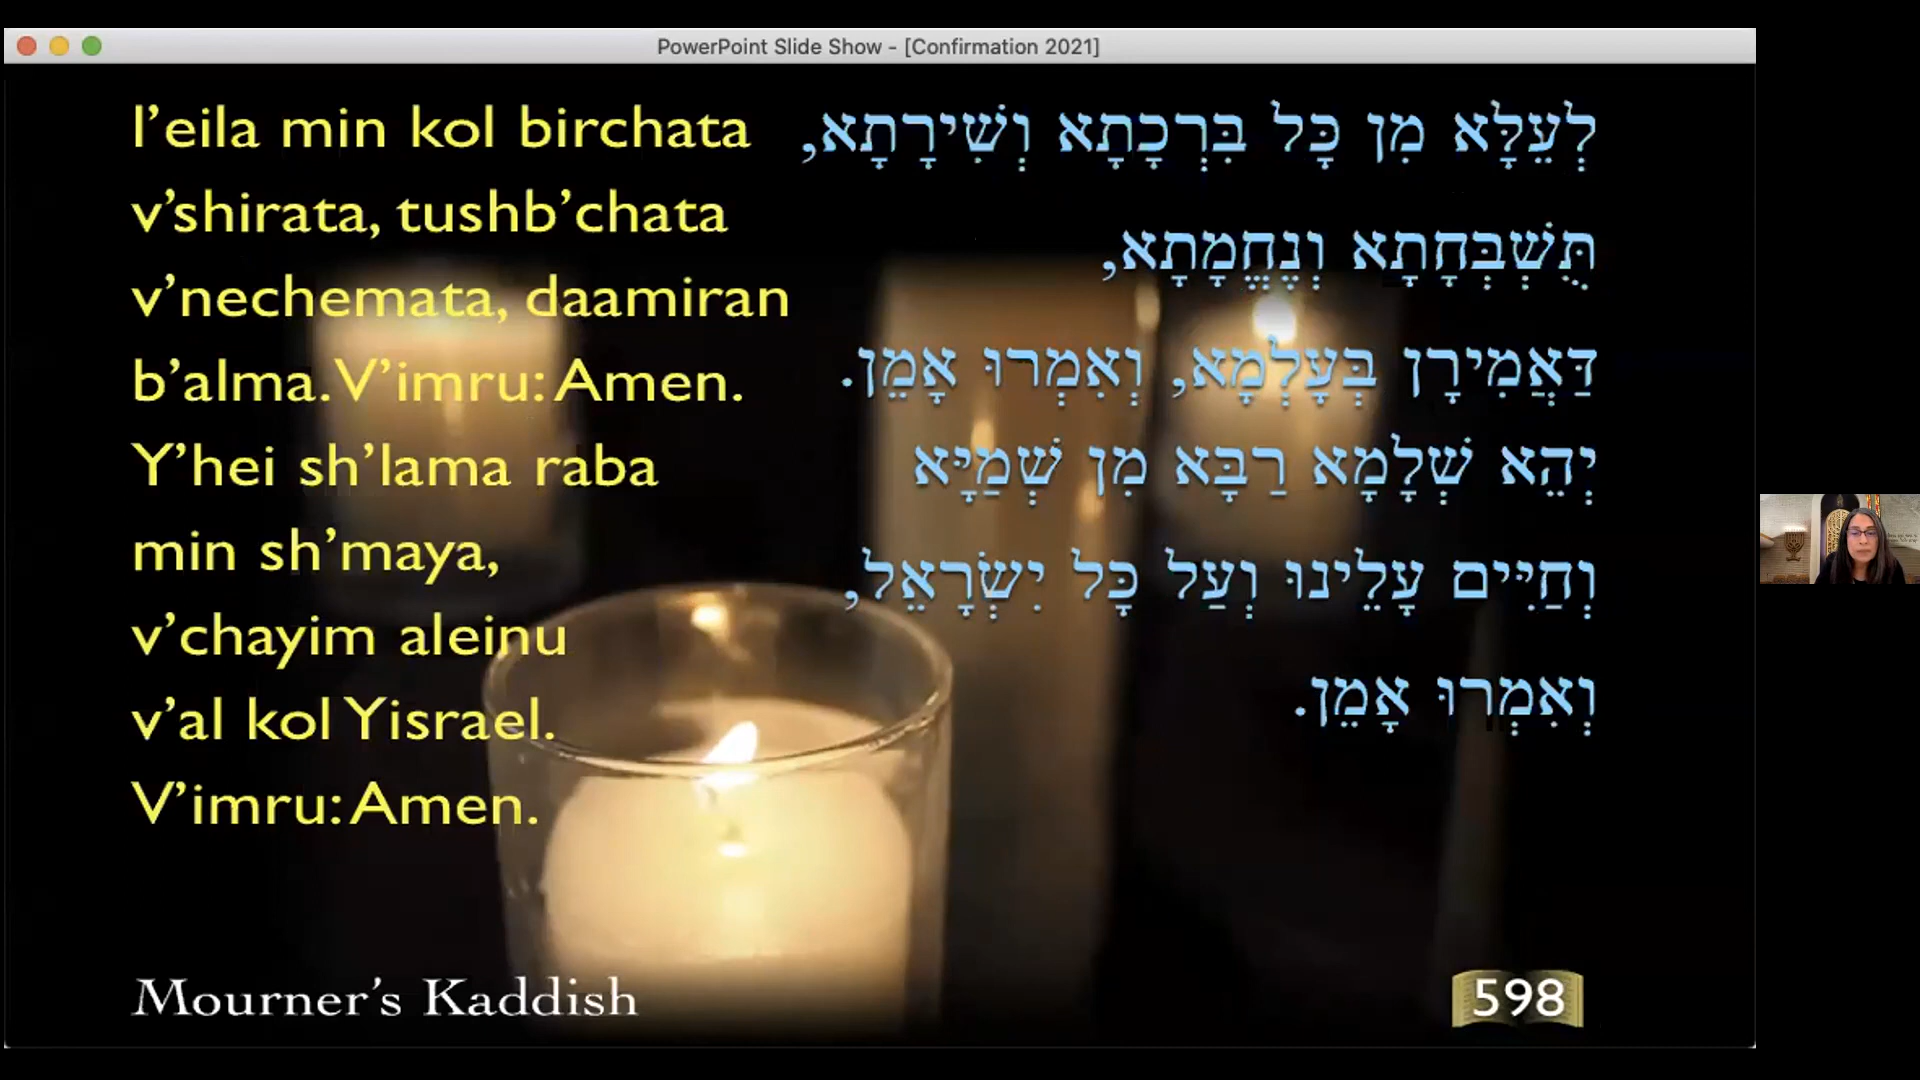 PowerPoint Slide Show - [Confirmation 2021]
l’eila min kol birchata
v’shirata, tushb’chata
v’nechemata, daamiran
b’alma. V’imru: Amen.
Y’hei sh’lama raba
min sh’maya,
v’chayim aleinu
v’al kol Yisrael.
V’imru: Amen.
לְעֵלָּא מִן כָּל בִּרְכָתָא וְשִׁירָתָא,
תֻּשְׁבְּחָתָא וְנֶחֱמָתָא,
דַּאֲמִירָן בְּעָלְמָא, וְאִמְרוּ אָמֵן.
יְהֵא שְׁלָמָא רַבָּא מִן שְׁמַיָּא
וְחַיִּים עָלֵינוּ וְעַל כָּל יִשְׂרָאֵל,
וְאִמְרוּ אָמֵן.
Mourner’s Kaddish
598